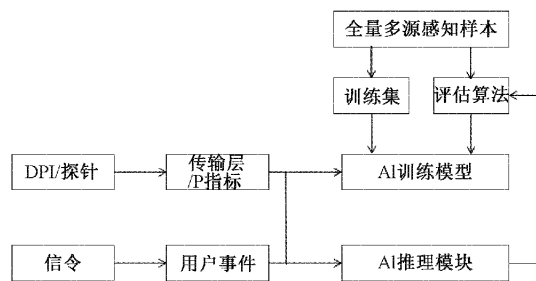 全量多源感知样本
训练集
评估算法
DPI/探针
传输层
/P指标
AI训练模型
信令
用户事件
AI推理模块